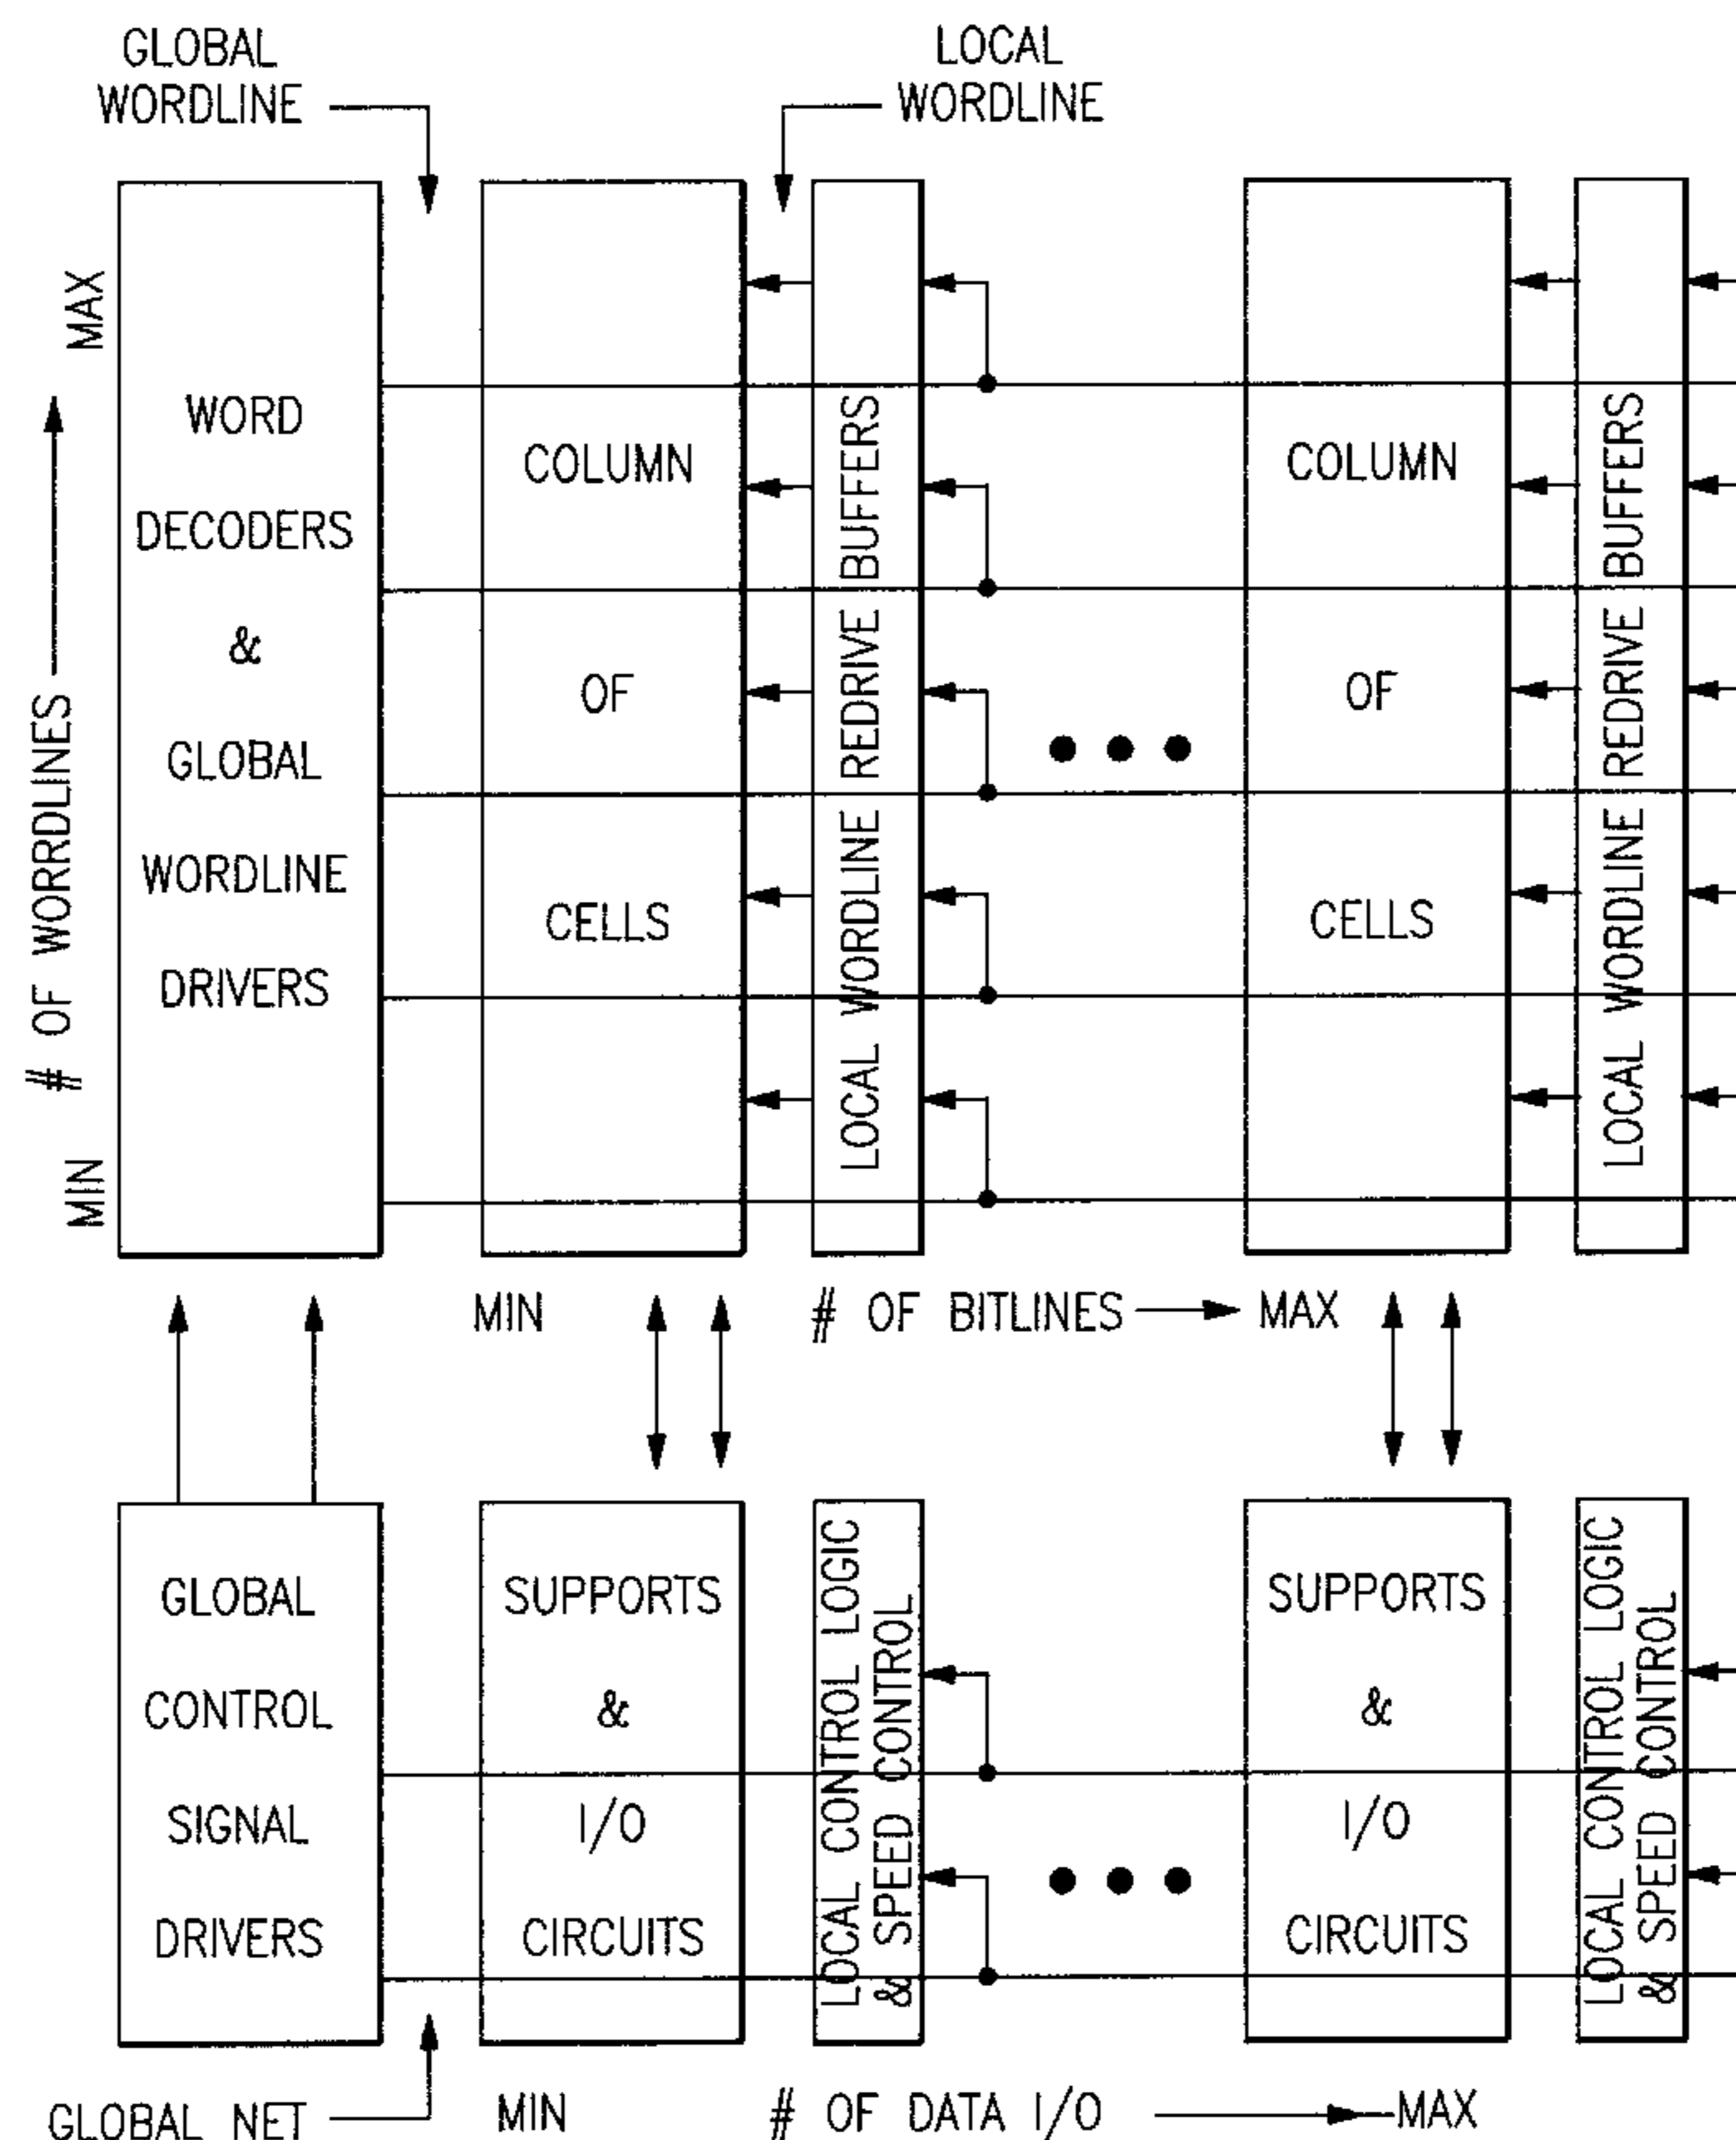 GLOBAL
WORDLINE
LOCAL
WORDLINE
MAX
# OF WORRDLINES
MIN
WORD
DECODERS
&
GLOBAL
WORDLINE
DRIVERS
COLUMN
OF
CELLS
LOCAL WORDLINE REDRIVE BUFFERS
COLUMN
OF
CELLS
LOCAL WORDLINE REDRIVE BUFFERS
MIN
# OF BITLINES
MAX
GLOBAL
CONTROL
SIGNAL
DRIVERS
SUPPORTS
&
I/O
CIRCUITS
LOCAL CONTROL LOGIC
& SPEED CONTROL
SUPPORTS
&
I/O
CIRCUITS
LOCAL CONTROL LOGIC
& SPEED CONTROL
GLOBAL NET
MIN
# OF DATA I/O
MAX